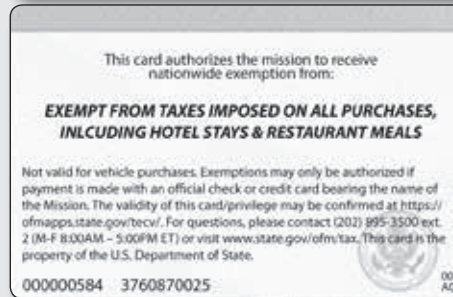 This card authorizes the mission to receive
nationwide exemption from:
EXEMPT FROM TAXES IMPOSED ON ALL PURCHASES,
INLCUDING HOTEL STAYS & RESTAURANT MEALS
Not valid for vehicle purchases. Exemptions may only be authorized if
payment is made with an official check or credit card bearing the name of
the Mission. The validity of this card/privilege may be confirmed at https://
ofmapps.state.gov/tecv/. For questions, please contact (202) 895-3500 ext.
2 (M-F 8:00AM – 5:00PM ET) or visit www.state.gov/ofm/tax. This card is the
property of the U.S. Department of State.
000000584 3760870025
00
AC